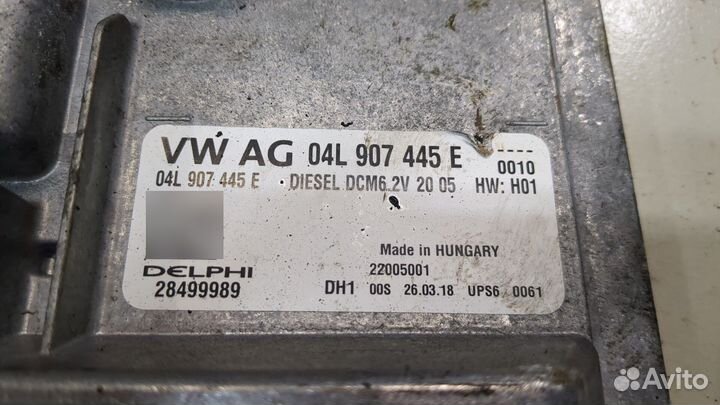 VW AG 04L 907 445 E -----
0010
04L 907 445 E DIESEL DCM6.2V 20 05 HW: H01
Made in HUNGARY
DELPHI 22005001
28499989 DH1 00S 26.03.18 UPS6 0061
Avito